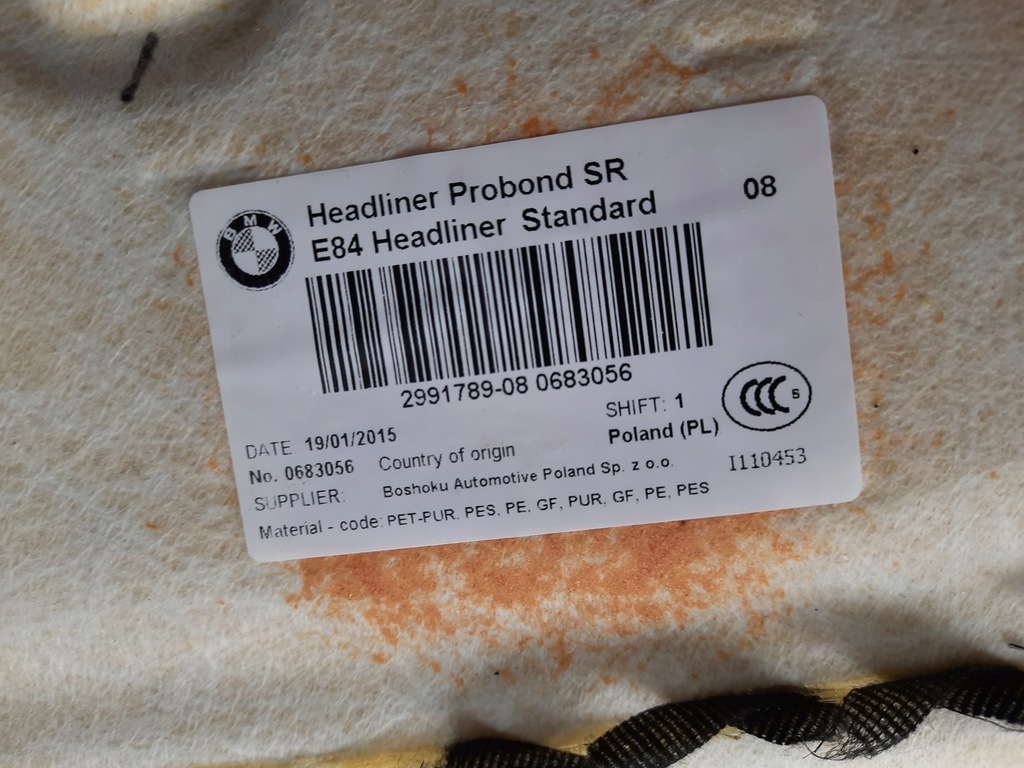 BMW
Headliner Probond SR
E84 Headliner Standard
08
2991789-08 0683056
DATE 19/01/2015
SHIFT: 1
No. 0683056
Country of origin
Poland (PL)
SUPPLIER:
Boshoku Automotive Poland Sp. z o.o.
CCC S
I110453
Material - code: PET-PUR. PES, PE, GF, PUR, GF, PE, PES